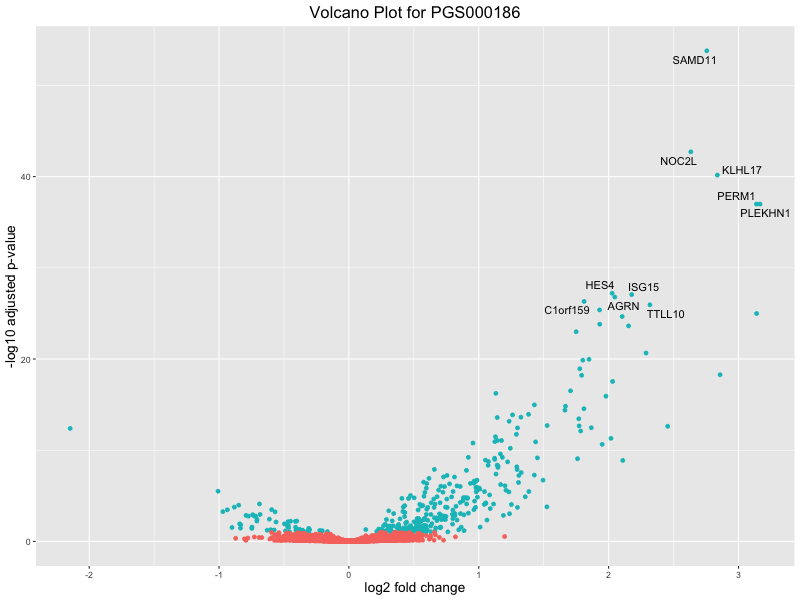 Volcano Plot for PGS000186
SAMD11
NOC2L
KLHL17
PERM1
PLEKHN1
HES4
ISG15
C1orf159
AGRN
TTLL10
40
20
0
-log10 adjusted p-value
-2
-1
0
1
2
3
log2 fold change